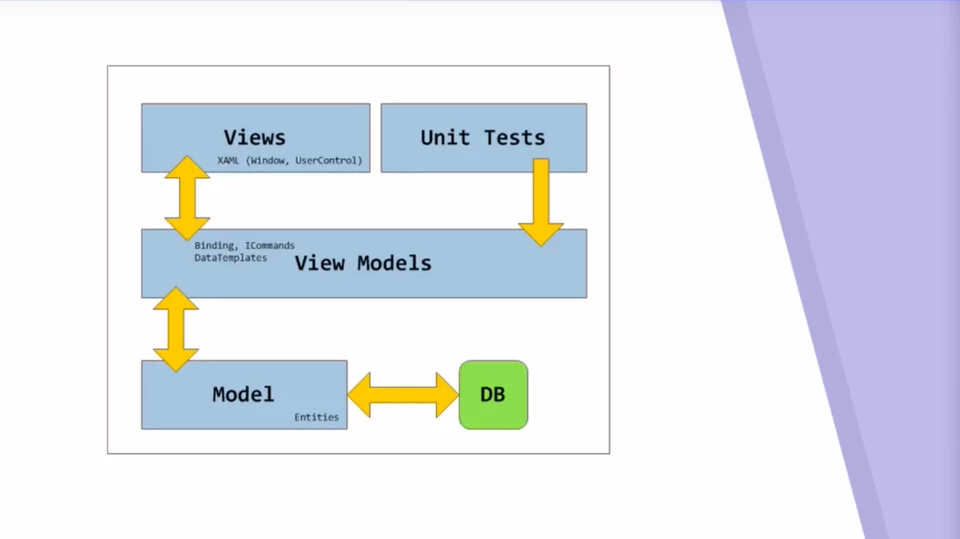 Views
XAML (Window, UserControl)
Unit Tests
Binding, ICommands
DataTemplates
View Models
Model
Entities
DB